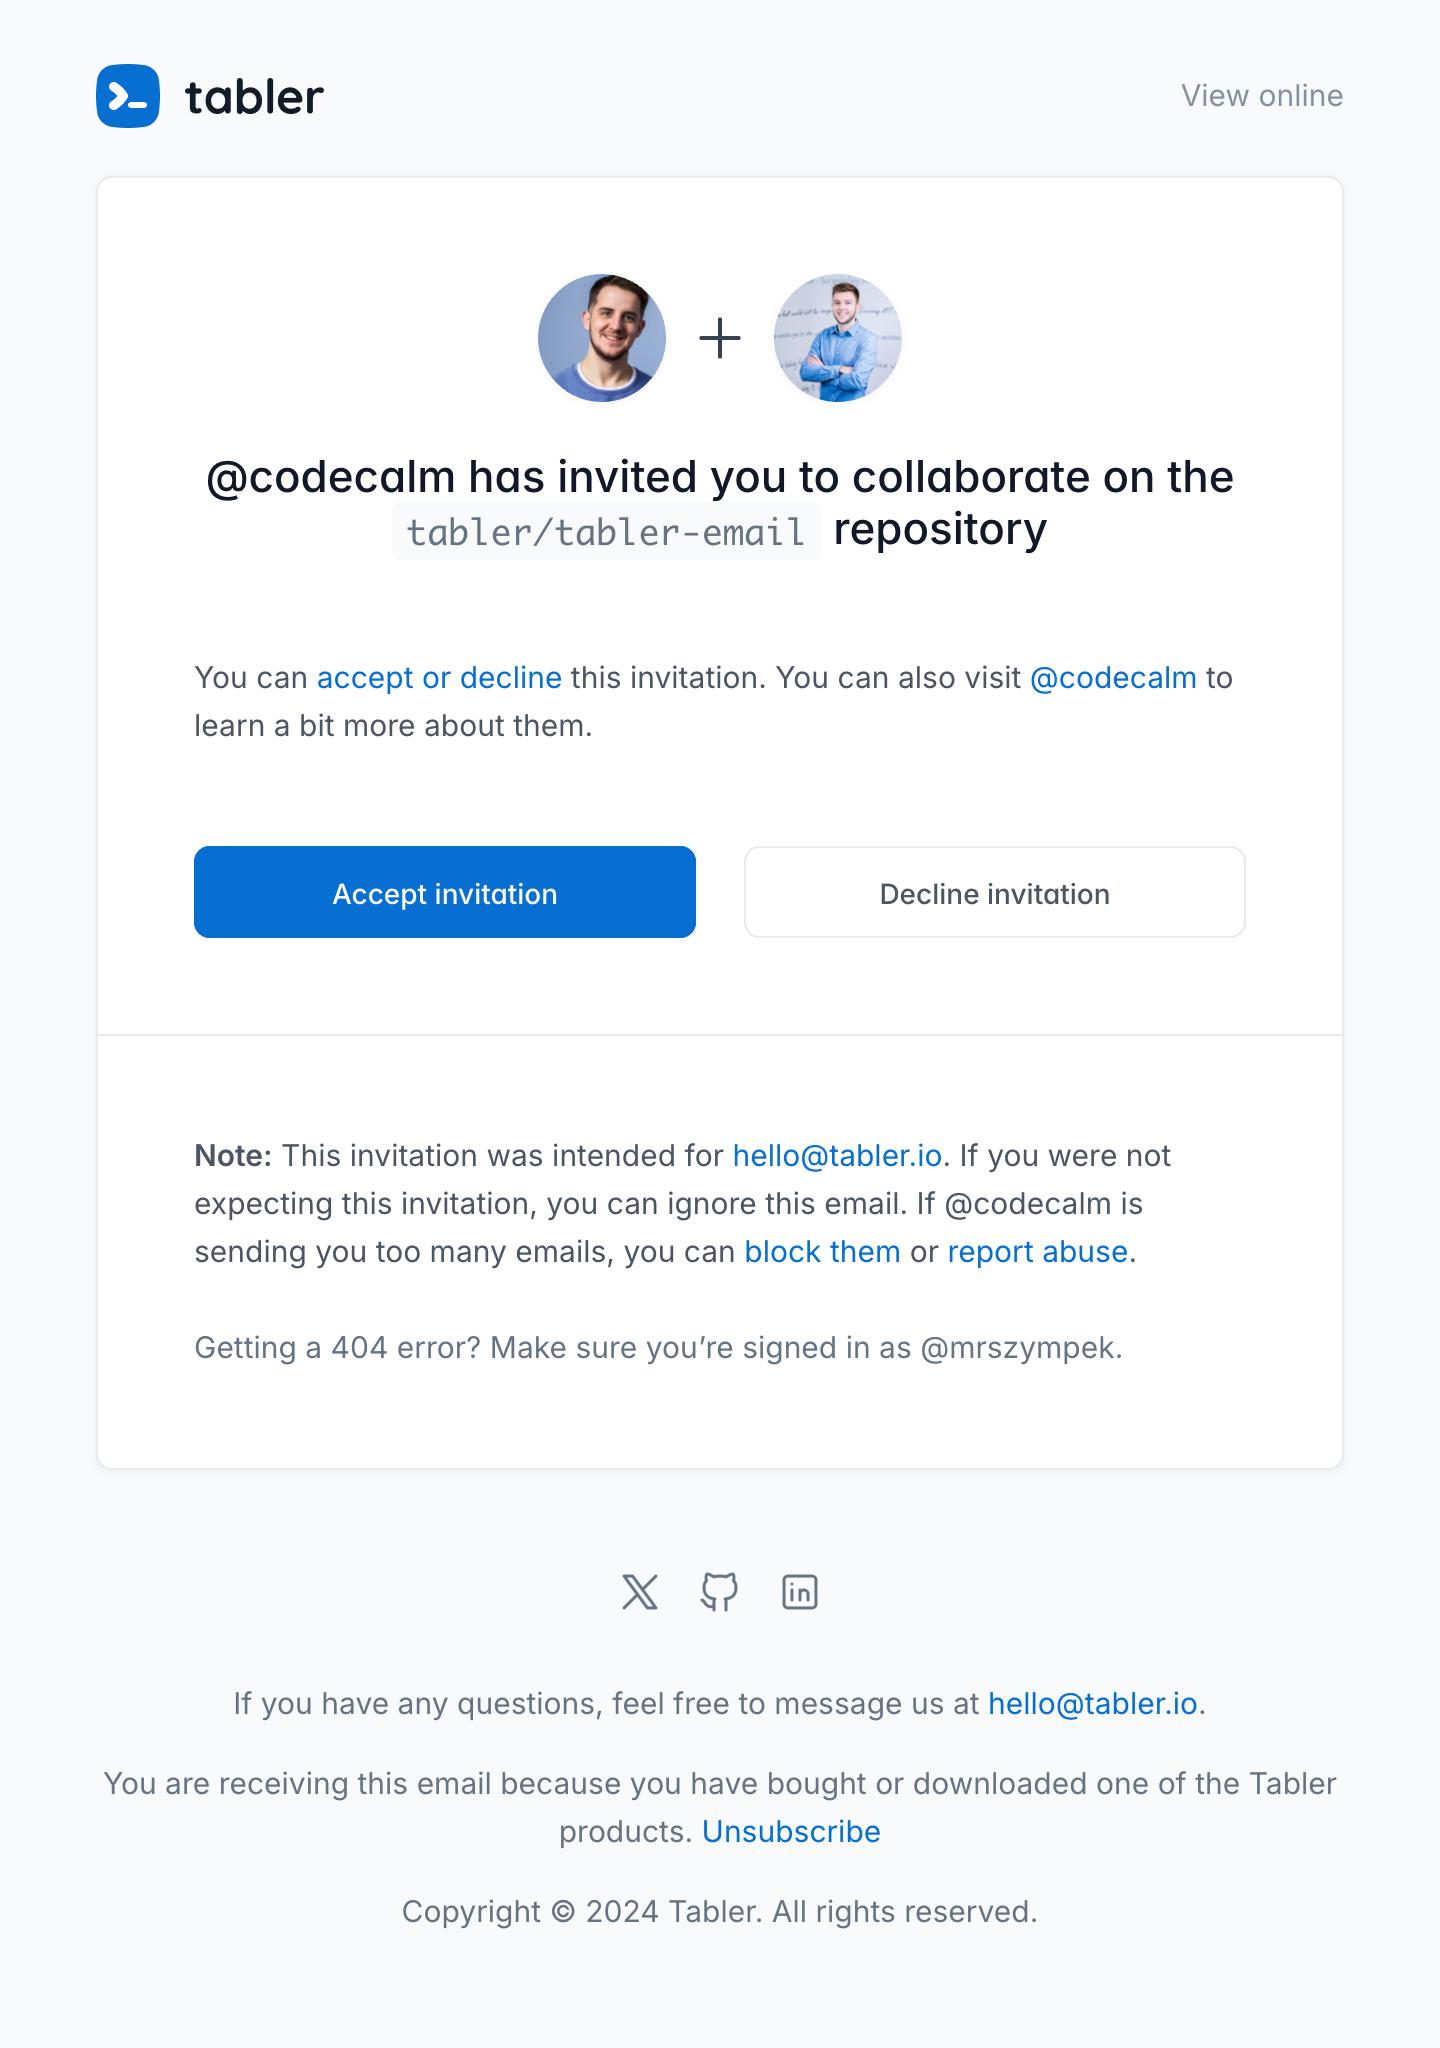 tabler
View online
@codecalm has invited you to collaborate on the
tabler/tabler-email repository
You can accept or decline this invitation. You can also visit @codecalm to
learn a bit more about them.
Accept invitation
Decline invitation
Note: This invitation was intended for hello@tabler.io. If you were not
expecting this invitation, you can ignore this email. If @codecalm is
sending you too many emails, you can block them or report abuse.
Getting a 404 error? Make sure you’re signed in as @mrszympek.
If you have any questions, feel free to message us at hello@tabler.io.
You are receiving this email because you have bought or downloaded one of the Tabler
products. Unsubscribe
Copyright © 2024 Tabler. All rights reserved.